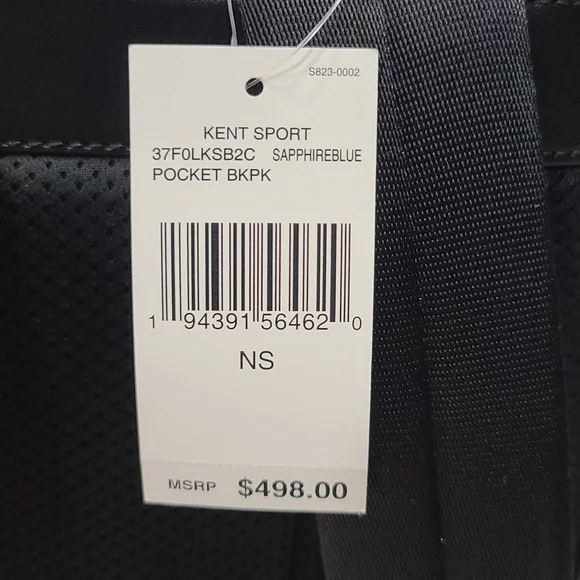 S823-0002
KENT SPORT
37F0LKSB2C SAPPHIREBLUE
POCKET BKPK
1 94391 56462 0
NS
MSRP $498.00